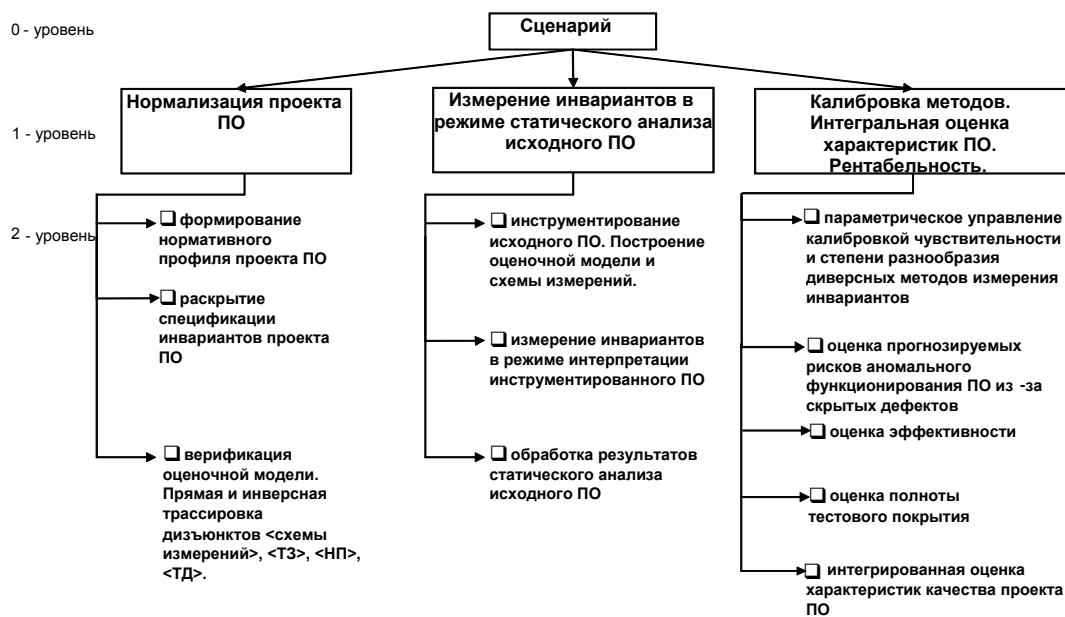 0 - уровень
Сценарий
1 - уровень
Нормализация проекта
ПО
Измерение инвариантов в
режиме статического анализа
исходного ПО
Калибровка методов.
Интегральная оценка
характеристик ПО.
Рентабельность.
2 - уровень
❑ формирование
нормативного
профиля проекта ПО
❑ раскрытие
спецификации
инвариантов проекта
ПО
❑ верификация
оценочной модели.
Прямая и инверсная
трассировка
дизъюнктов <схемы
измерений>, <ТЗ>, <НП>,
<ТД>.
❑ инструментирование
исходного ПО. Построение
оценочной модели и
схемы измерений.
❑ измерение инвариантов
в режиме интерпретации
инструментированного ПО
❑ обработка результатов
статического анализа
исходного ПО
❑ параметрическое управление
калибровкой чувствительности
и степени разнообразия
диверсных методов измерения
инвариантов
❑ оценка прогнозируемых
рисков аномального
функционирования ПО из -за
скрытых дефектов
❑ оценка эффективности
❑ оценка полноты
тестового покрытия
❑ интегрированная оценка
характеристик качества проекта
ПО